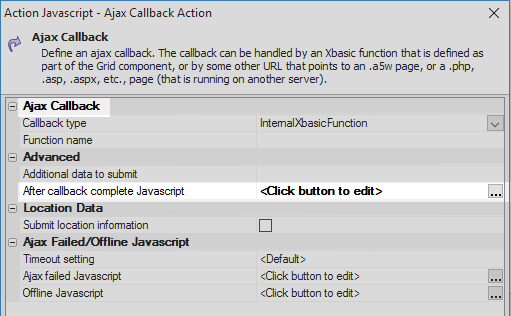 Action Javascript - Ajax Callback Action
Ajax Callback
Define an ajax callback. The callback can be handled by an Xbasic function that is defined as
part of the Grid component, or by some other URL that points to an .a5w page, or a .php,
.asp, .aspx, etc., page (that is running on another server).
Ajax Callback
Callback type InternalXbasicFunction
Function name
Advanced
Additional data to submit
After callback complete Javascript <Click button to edit> ...
Location Data
Submit location information
Ajax Failed/Offline Javascript
Timeout setting <Default>
Ajax failed Javascript <Click button to edit> ...
Offline Javascript <Click button to edit> ...